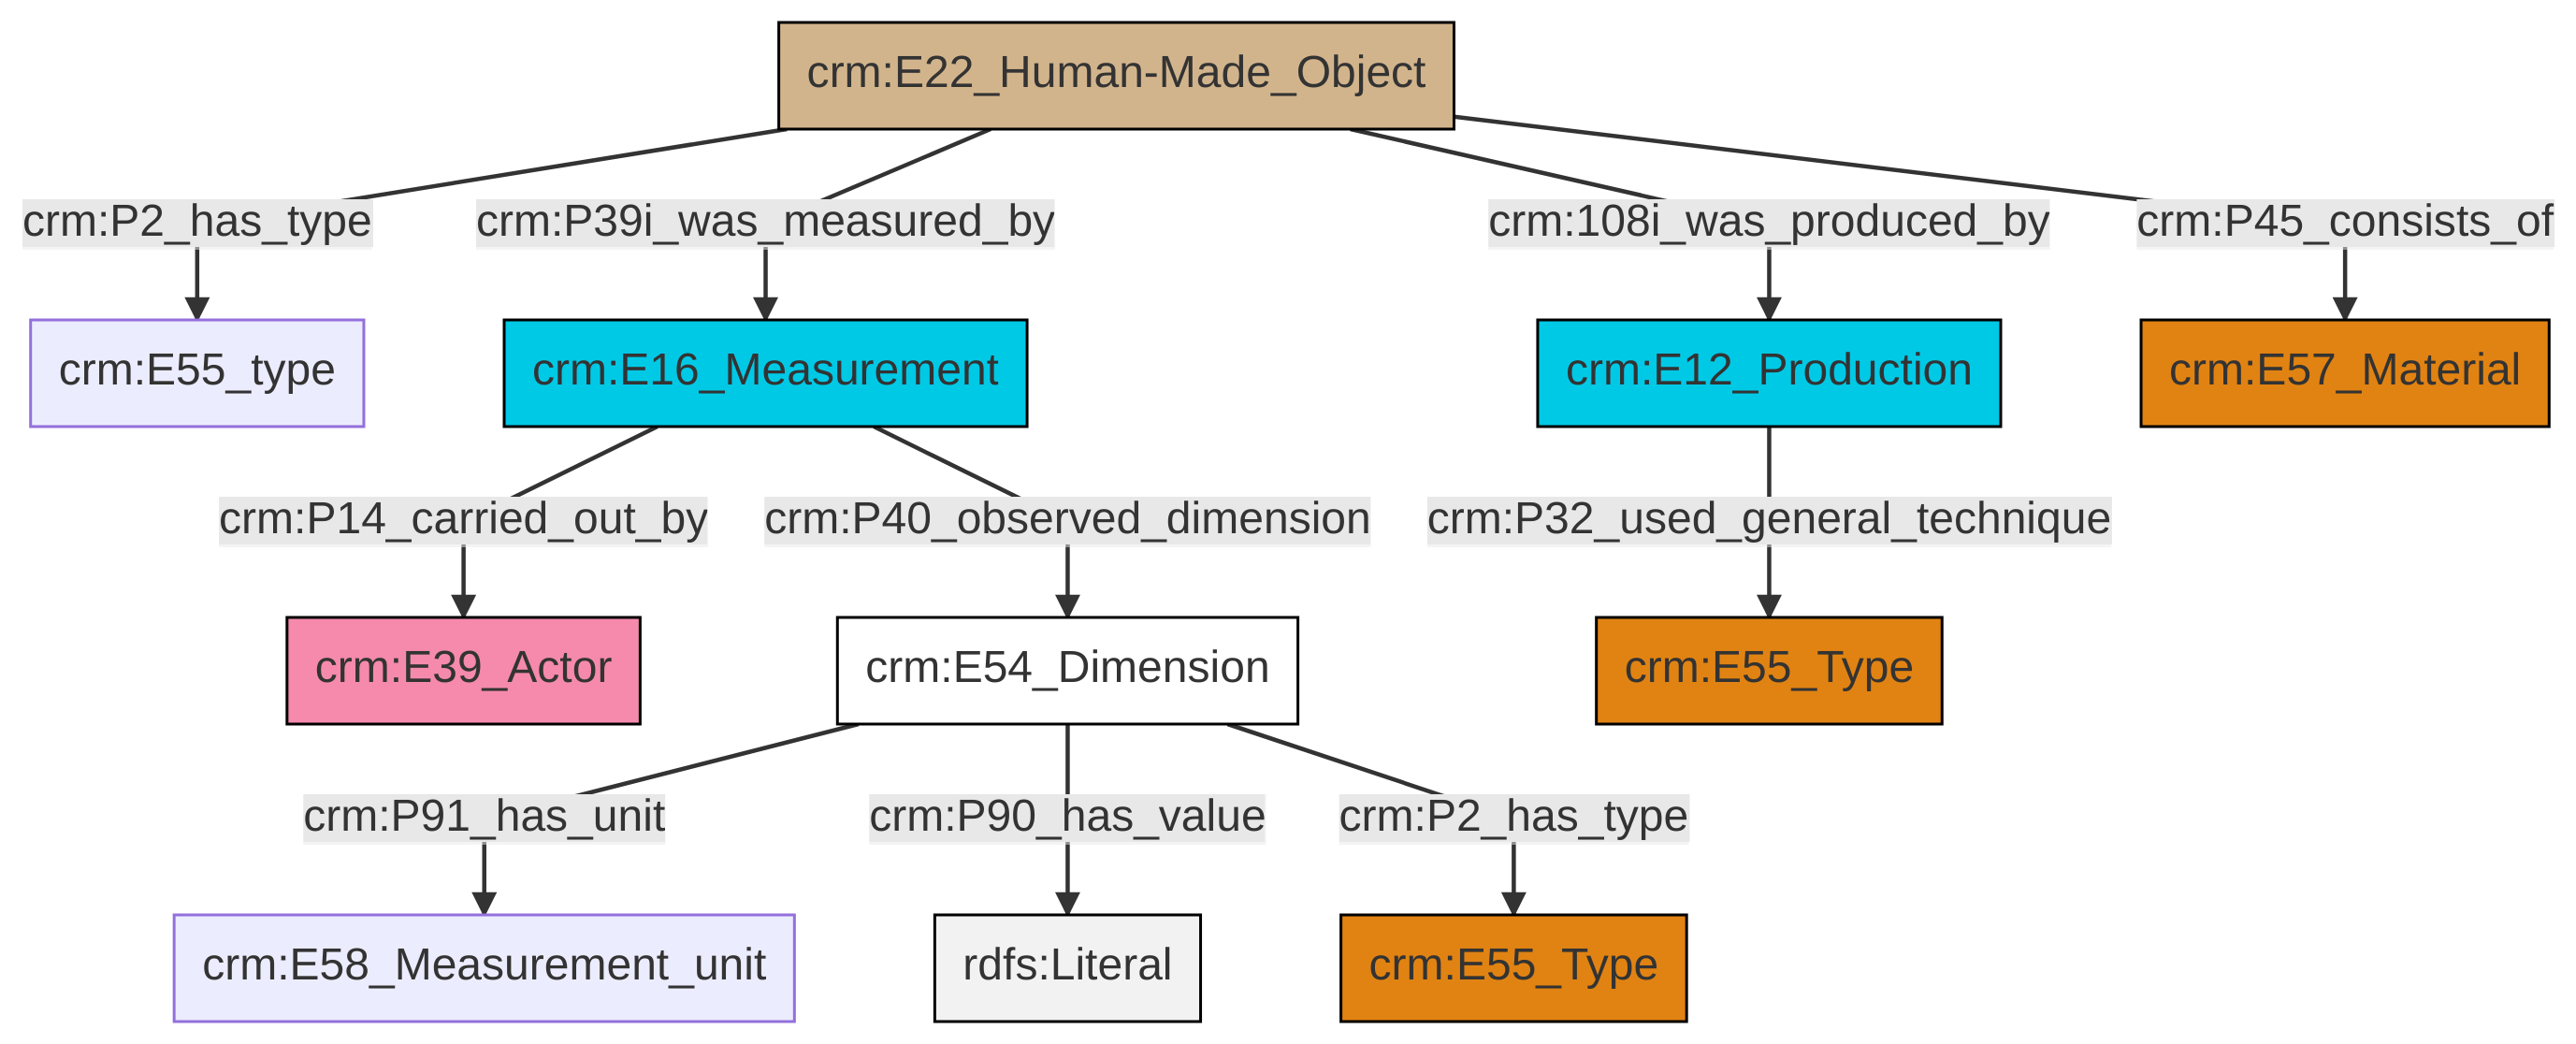 crm:E22_Human-Made_Object
crm:P2_has_type
crm:P39i_was_measured_by
crm:108i_was_produced_by
crm:P45_consists_of
crm:E55_type
crm:E16_Measurement
crm:E12_Production
crm:E57_Material
crm:P14_carried_out_by
crm:P40_observed_dimension
crm:P32_used_general_technique
crm:E39_Actor
crm:E54_Dimension
crm:E55_Type
crm:P91_has_unit
crm:P90_has_value
crm:P2_has_type
crm:E58_Measurement_unit
rdfs:Literal
crm:E55_Type